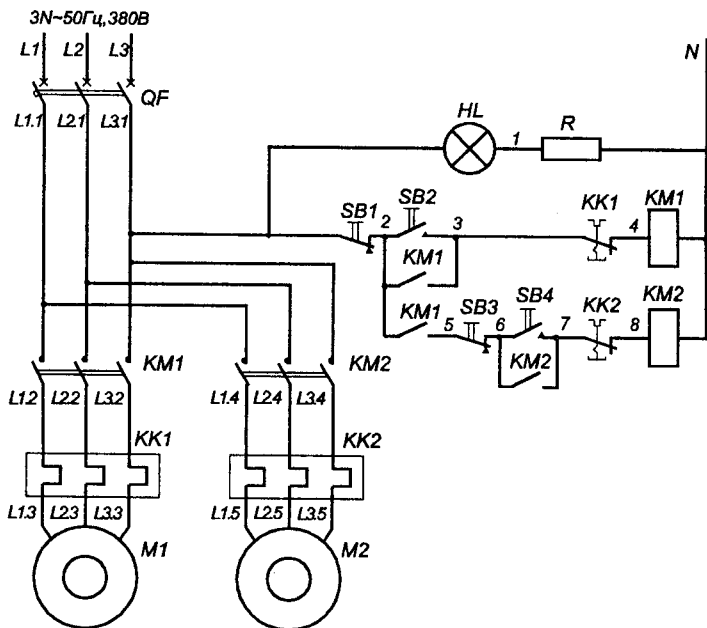 3N~50Гц,380В
L1 L2 L3
N
QF
L1.1 L2.1 L3.1
HL 1 R
SB1 2 SB2 3 KK1 4 KM1
KM1
KM1 5 SB3 6 SB4 7 KK2 8 KM2
KM2
KM1 KM2
L1.2 L2.2 L3.2 L1.4 L2.4 L3.4
KK1 KK2
L1.3 L2.3 L3.3 L1.5 L2.5 L3.5
M1 M2